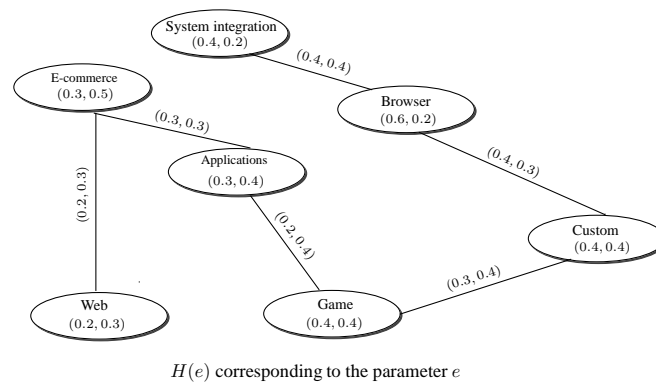 System integration
(0.4, 0.2)
(0.4, 0.4)
E-commerce
(0.3, 0.5)
Browser
(0.6, 0.2)
(0.3, 0.3)
Applications
(0.3, 0.4)
(0.4, 0.3)
(0.2, 0.3)
Custom
(0.4, 0.4)
(0.2, 0.4)
(0.3, 0.4)
Web
(0.2, 0.3)
Game
(0.4, 0.4)
H(e) corresponding to the parameter e